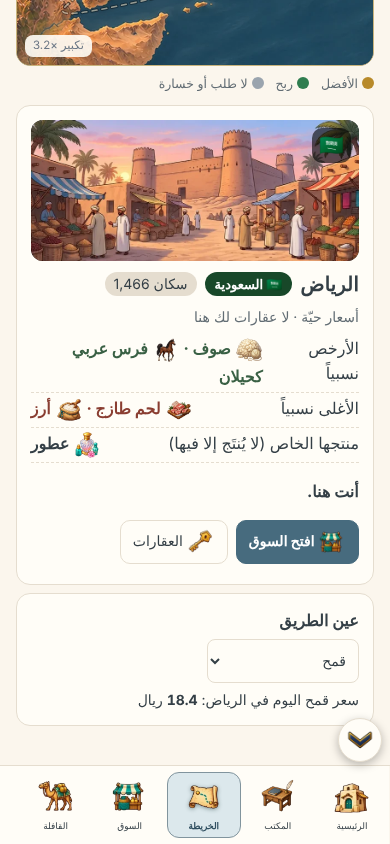 تكبير ×3.2
الأفضل ربح لا طلب أو خسارة
الرياض السعودية سكان 1,466
أسعار حيّة · لا عقارات لك هنا
الأرخص نسبياً صوف · فرس عربي كحيلان
الأغلى نسبياً لحم طازج · أرز
منتجها الخاص (لا يُنتَج إلا فيها) عطور
أنت هنا.
افتح السوق العقارات
عين الطريق
قمح
سعر قمح اليوم في الرياض: 18.4 ريال
الرئيسية المكتب الخريطة السوق القافلة